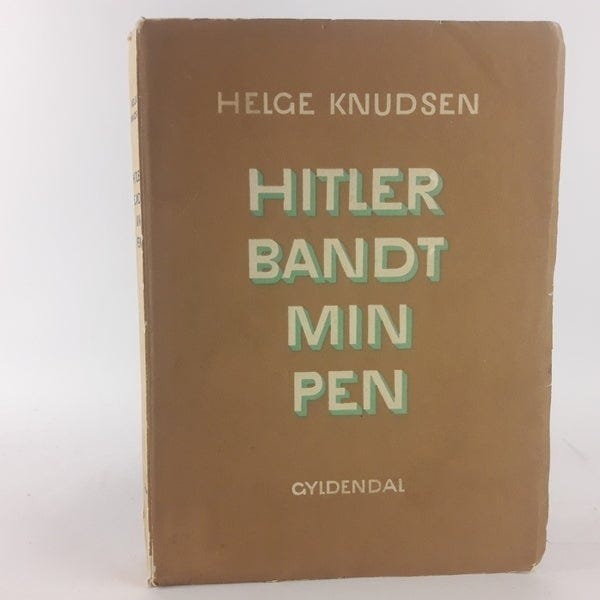 HELGE KNUDSEN
HITLER
BANDT
MIN
PEN
GYLDENDAL